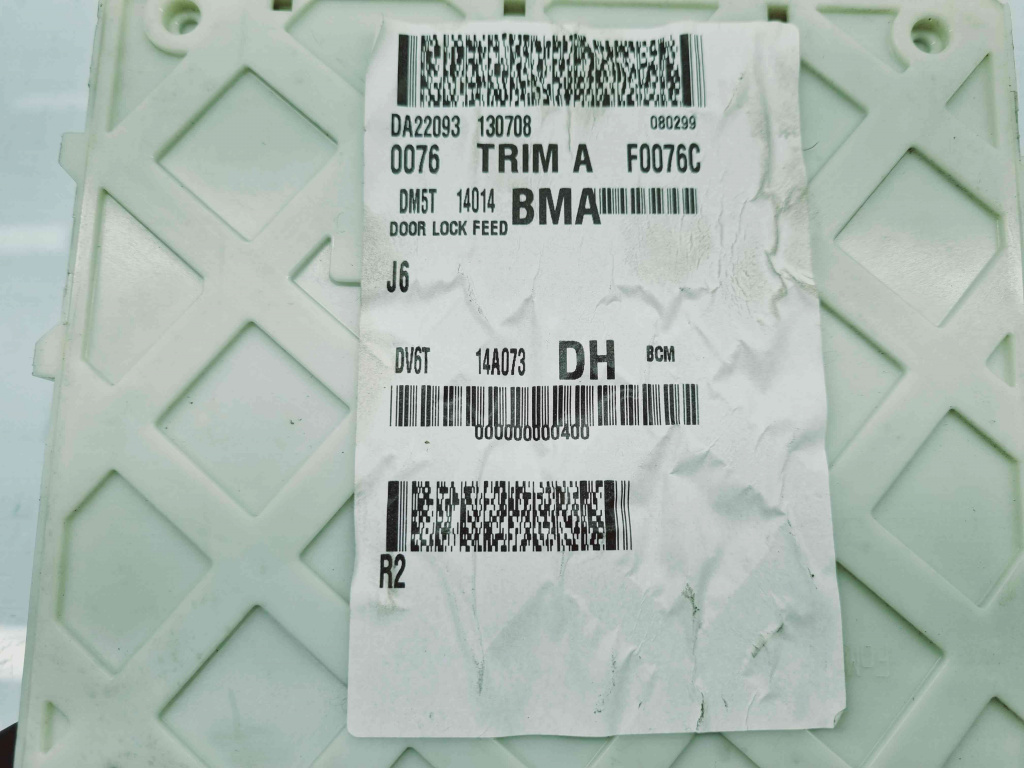 DA22093 130708 080299
0076 TRIM A F0076C
DM5T 14014 BMA
DOOR LOCK FEED
J6
DV6T 14A073 DH BCM
000000000400
R2